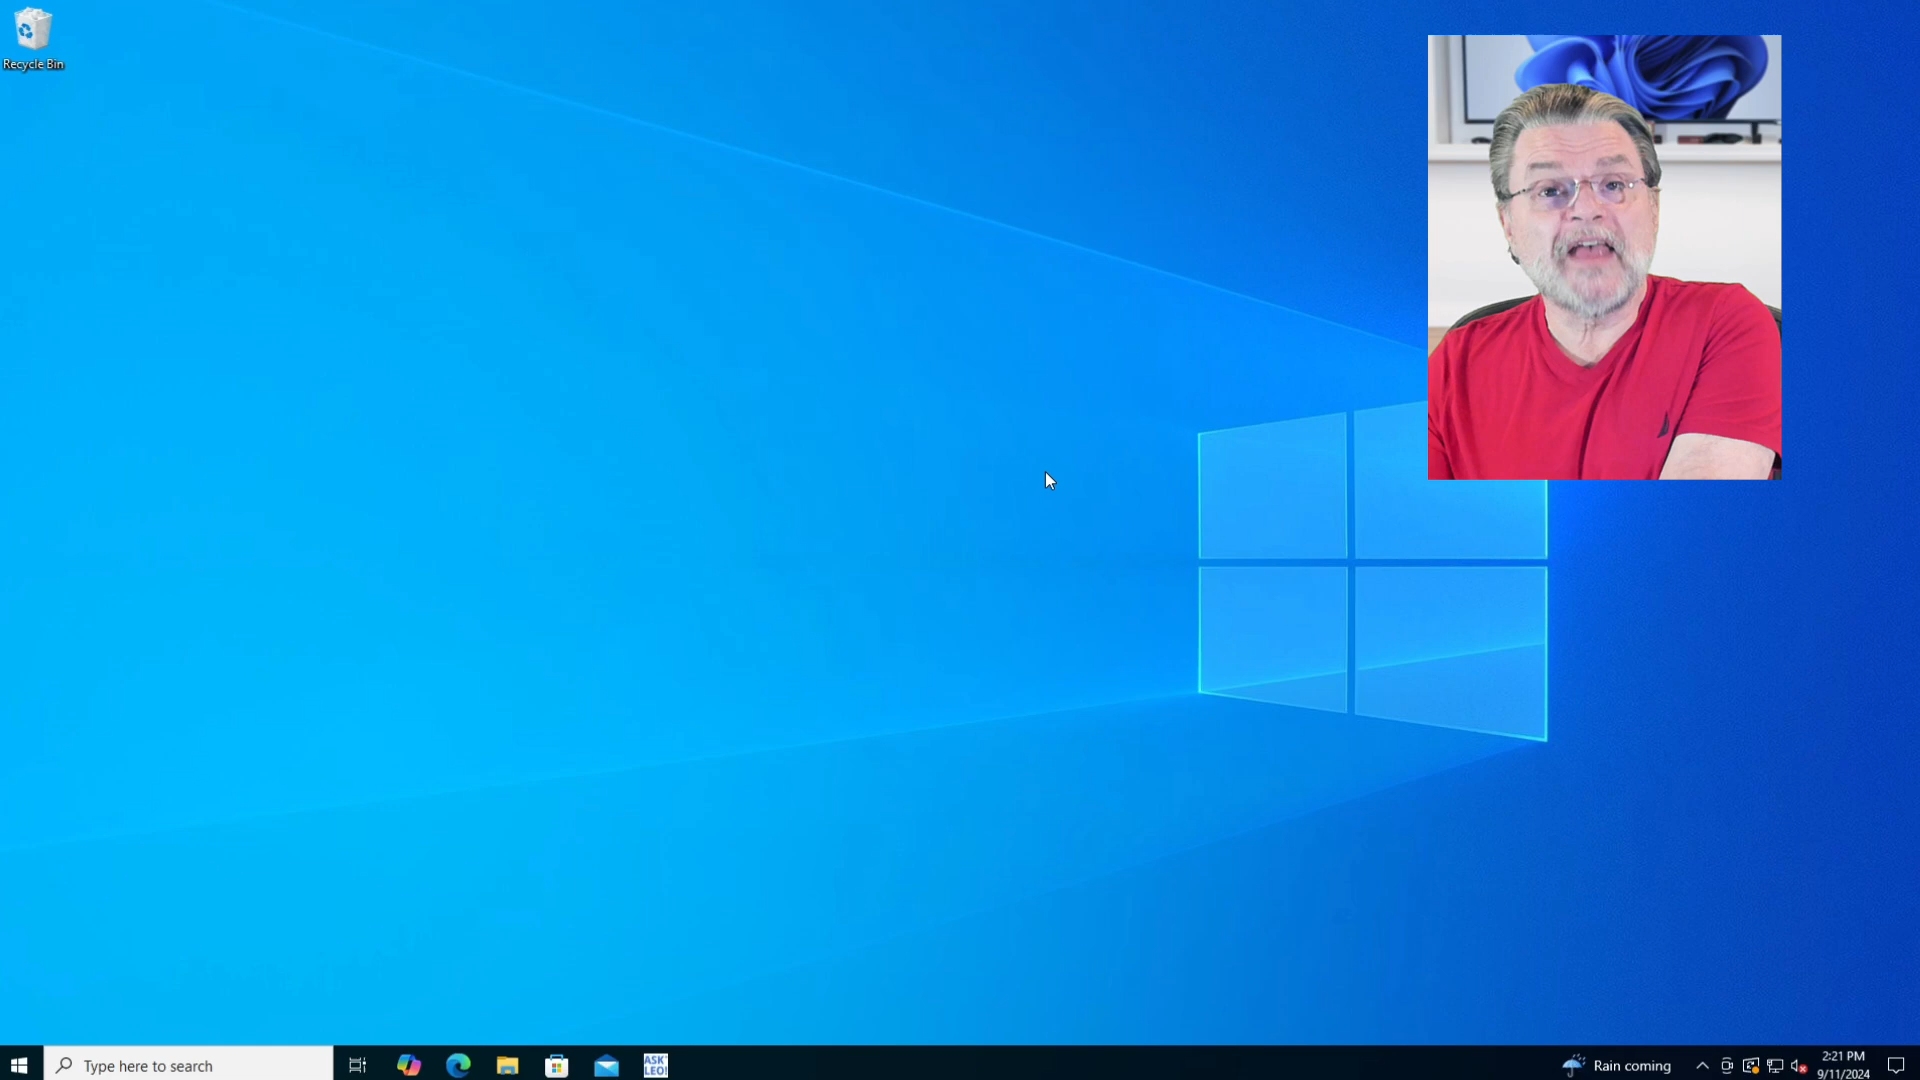 Recycle Bin
Type here to search
ASK
LEO!
Rain coming
2:21 PM
9/11/2024